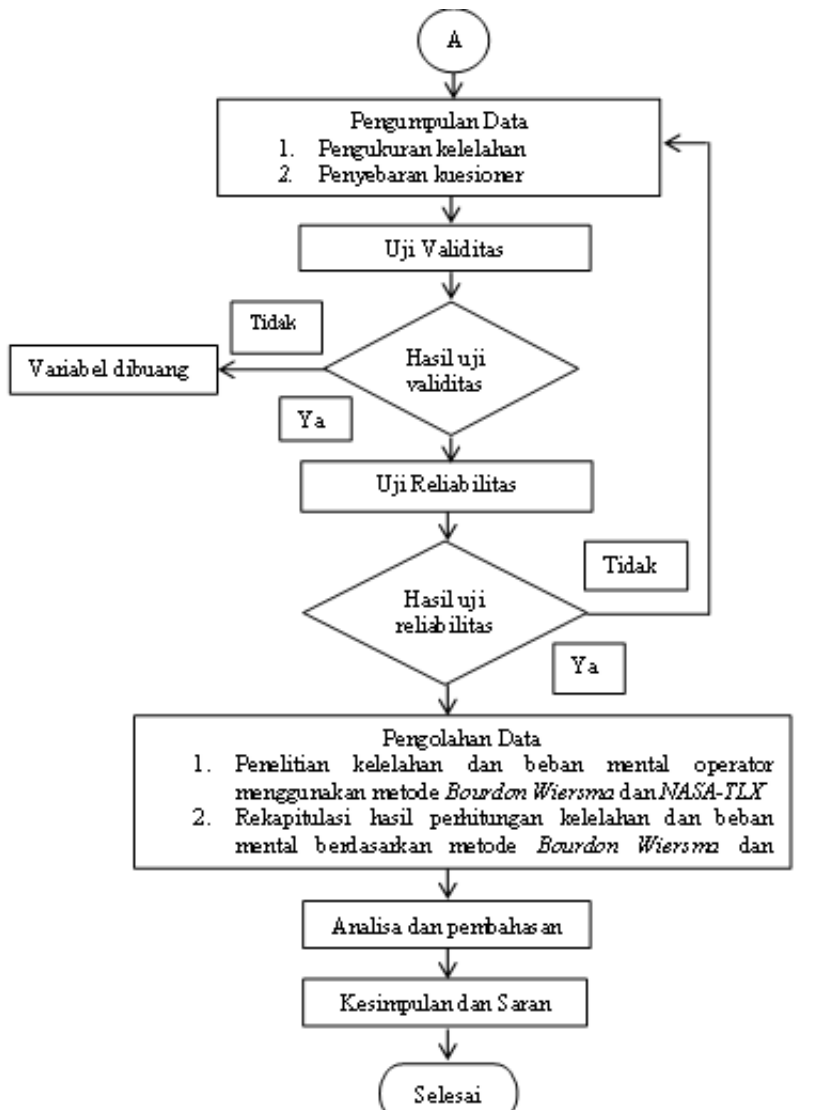 A
Pengumpulan Data
1. Pengukuran kelelahan
2. Penyebaran kuesioner
Uji Validitas
Tidak
Hasil uji
validitas
Variabel dibuang
Ya
Uji Reliabilitas
Tidak
Hasil uji
reliabilitas
Ya
Pengolahan Data
1. Penelitian kelelahan dan beban mental operator
menggunakan metode Bourdon Wiersma dan NASA-TLX
2. Rekapitulasi hasil perhitungan kelelahan dan beban
mental berdasarkan metode Bourdon Wiersma dan
Analisa dan pembahasan
Kesimpulan dan Saran
Selesai